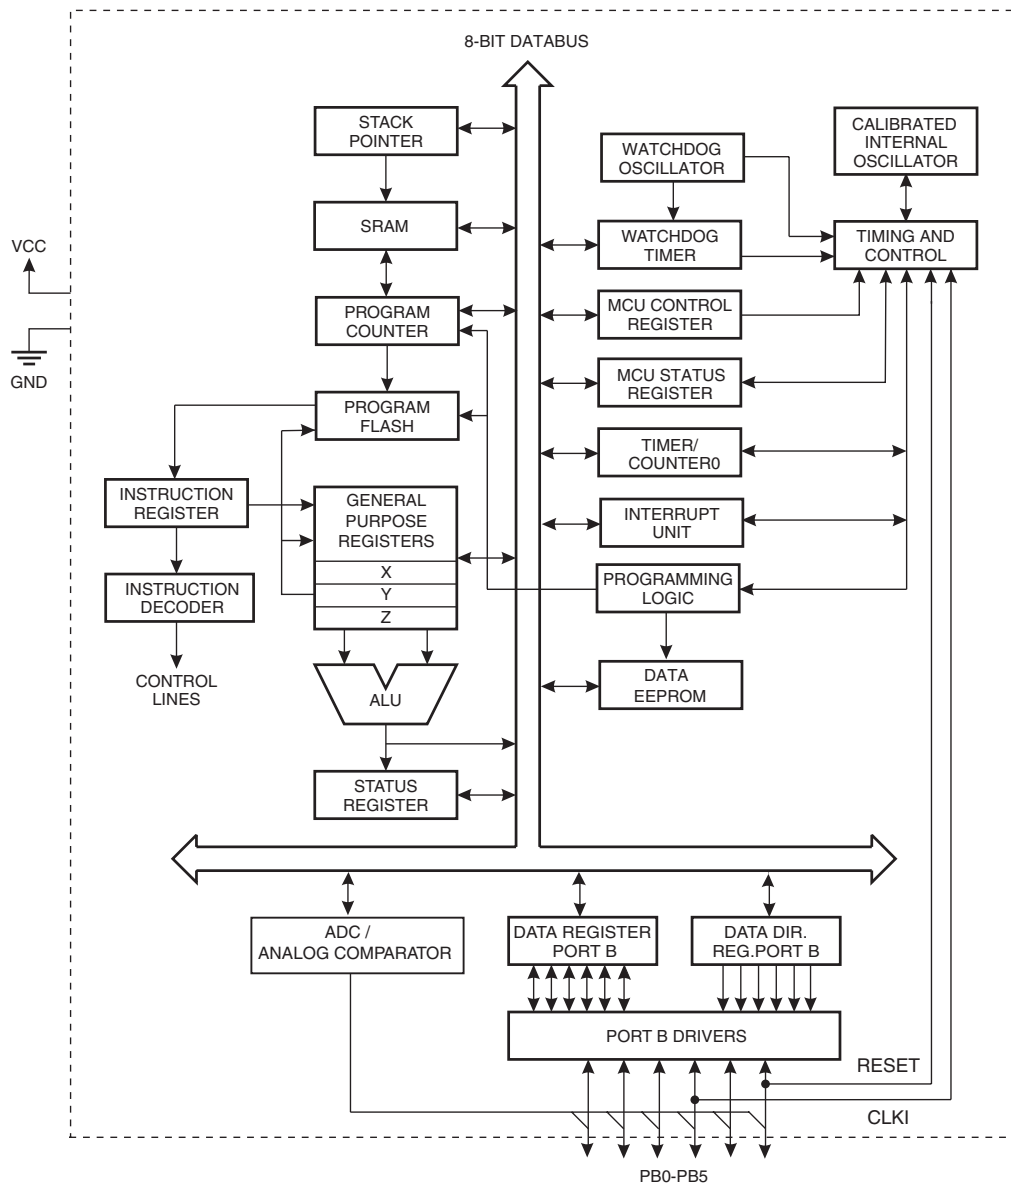 8-BIT DATABUS
STACK
POINTER
WATCHDOG
OSCILLATOR
CALIBRATED
INTERNAL
OSCILLATOR
SRAM
WATCHDOG
TIMER
TIMING AND
CONTROL
VCC
GND
PROGRAM
COUNTER
MCU CONTROL
REGISTER
MCU STATUS
REGISTER
PROGRAM
FLASH
TIMER/
COUNTER0
INSTRUCTION
REGISTER
GENERAL
PURPOSE
REGISTERS
X
Y
Z
INTERRUPT
UNIT
INSTRUCTION
DECODER
PROGRAMMING
LOGIC
CONTROL
LINES
ALU
DATA
EEPROM
STATUS
REGISTER
ADC /
ANALOG COMPARATOR
DATA REGISTER
PORT B
DATA DIR.
REG.PORT B
PORT B DRIVERS
RESET
CLKI
PB0-PB5